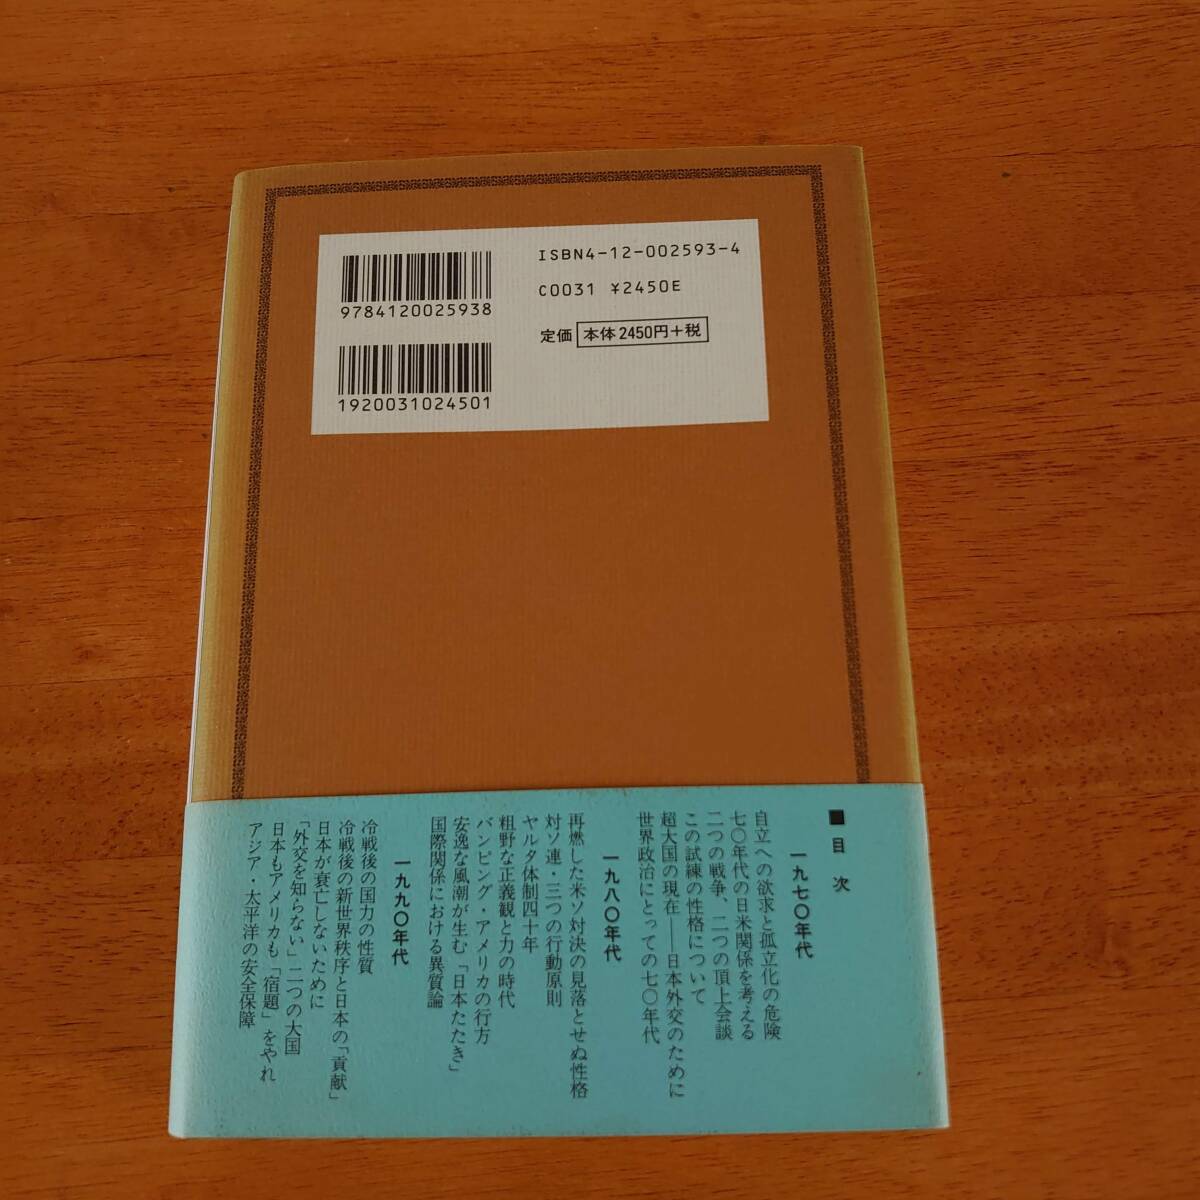 9784120025938
1920031024501
ISBN4-12-002593-4
C0031 ¥2450E
定価 本体2450円+税
■目次
一九七〇年代
自立への欲求と孤立化の危険
七〇年代の日米関係を考える
二つの戦争、二つの頂上会談
この試練の性格について
超大国の現在──日本外交のために
世界政治にとっての七〇年代
一九八〇年代
再燃した米ソ対決の見落とせぬ性格
対ソ連・三つの行動原則
ヤルタ体制四十年
粗野な正義観と力の時代
バンピング・アメリカの行方
安逸な風潮が生む「日本たたき」
国際関係における異質論
一九九〇年代
冷戦後の国力の性質
冷戦後の新世界秩序と日本の「貢献」
日本が衰亡しないために
「外交を知らない」二つの大国
日本もアメリカも「宿題」をやれ
アジア・太平洋の安全保障